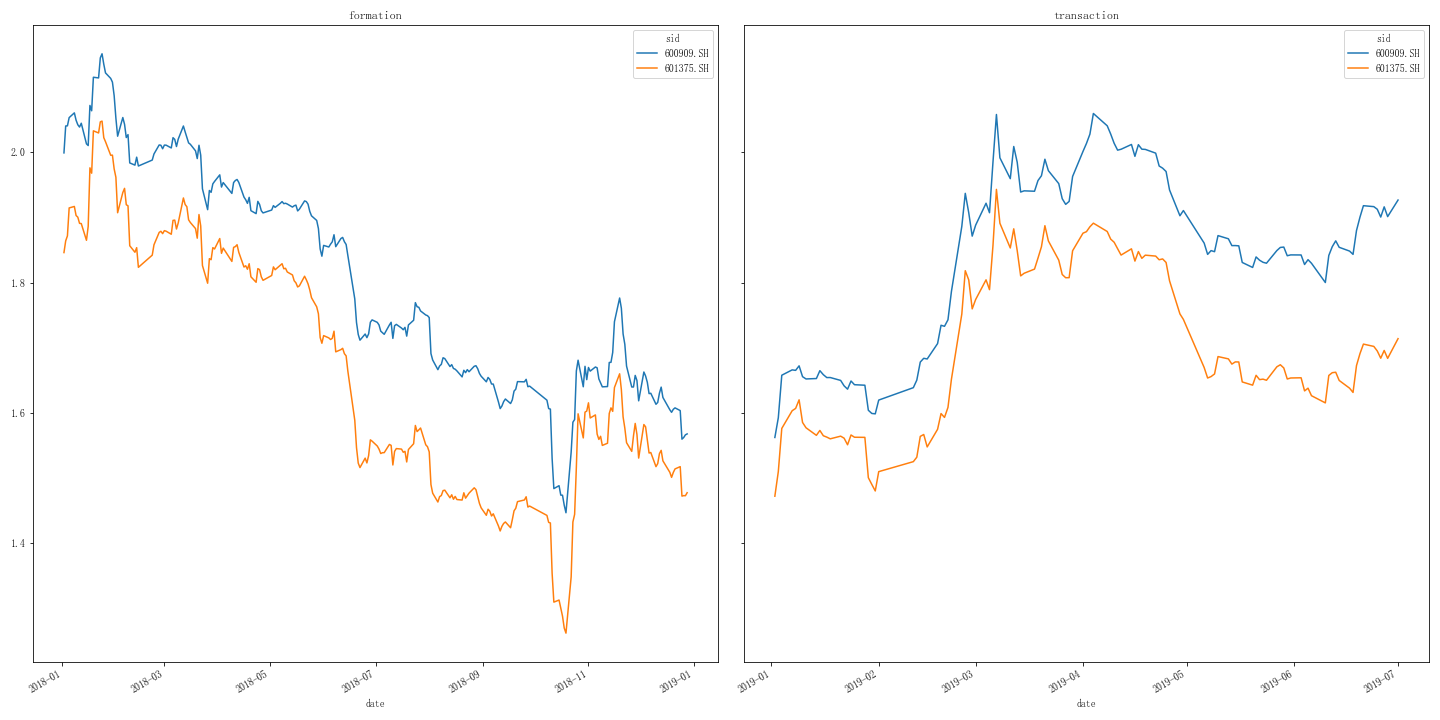 formation
sid
600909.SH
601375.SH
2.0
1.8
1.6
1.4
2018-01
2018-03
2018-05
2018-07
2018-09
2018-11
2019-01
date
transaction
sid
600909.SH
601375.SH
2019-01
2019-02
2019-03
2019-04
2019-05
2019-06
2019-07
date